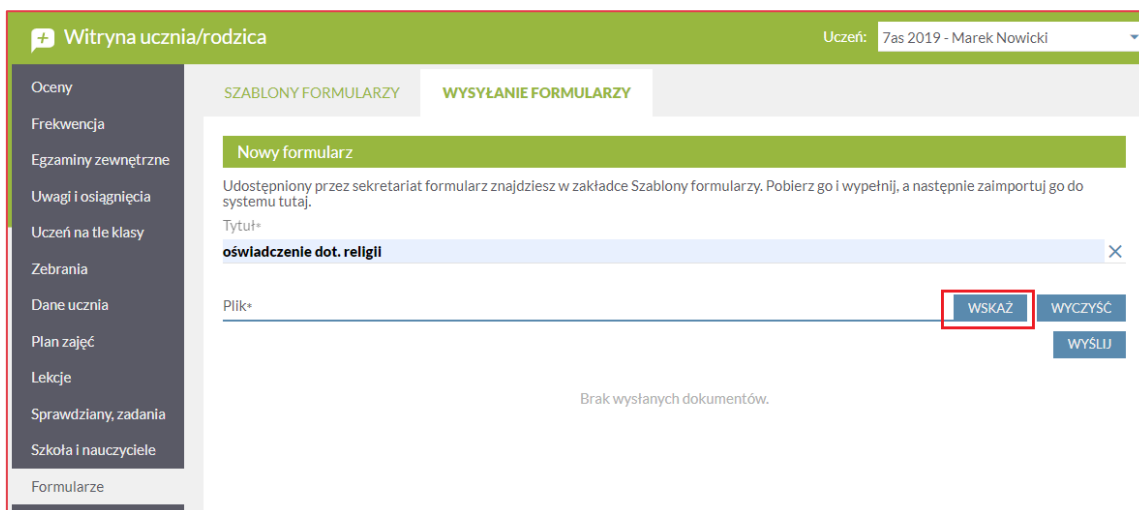 Witryna ucznia/rodzica
Uczeń: 7as 2019 - Marek Nowicki
Oceny
Frekwencja
Egzaminy zewnętrzne
Uwagi i osiągnięcia
Uczeń na tle klasy
Zebrania
Dane ucznia
Plan zajęć
Lekcje
Sprawdziany, zadania
Szkoła i nauczyciele
Formularze
SZABLONY FORMULARZY WYSYŁANIE FORMULARZY
Nowy formularz
Udostępniony przez sekretariat formularz znajdziesz w zakładce Szablony formularzy. Pobierz go i wypełnij, a następnie zaimportuj go do
systemu tutaj.
Tytuł*
oświadczenie dot. religii
Plik* WSKAŻ WYCZYŚĆ
WYŚLIJ
Brak wysłanych dokumentów.